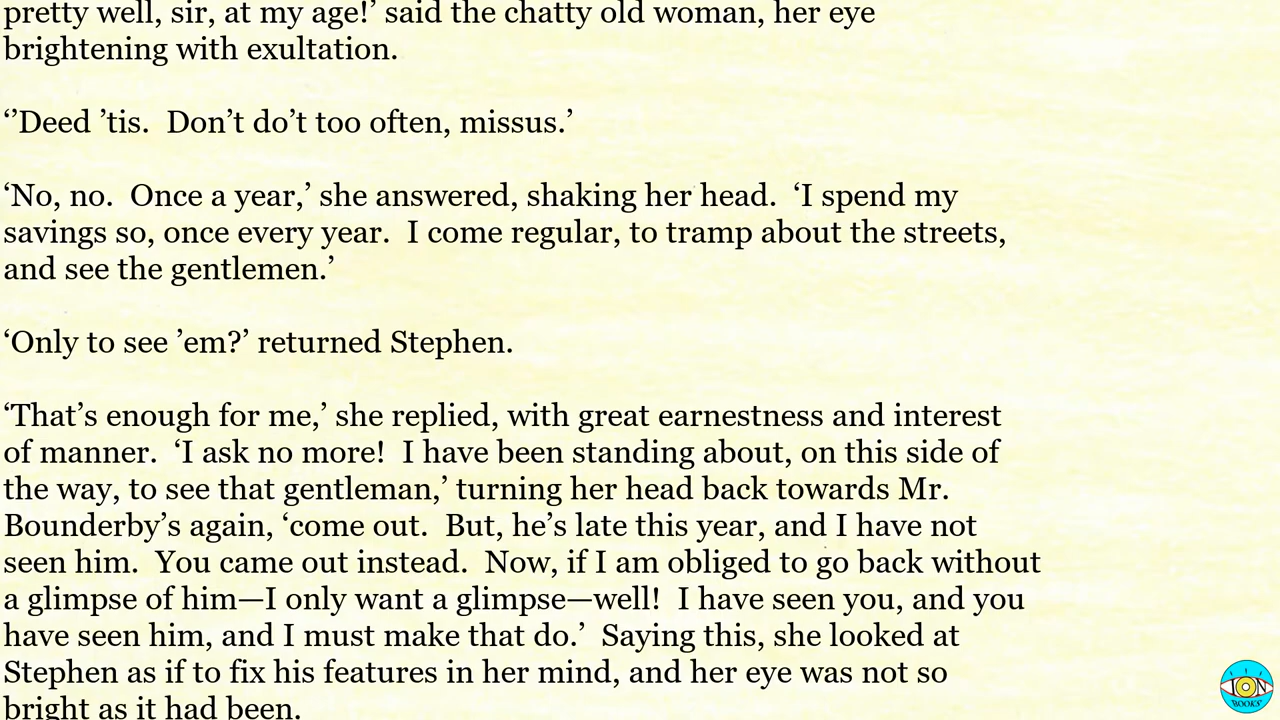 pretty well, sir, at my age!’ said the chatty old woman, her eye
brightening with exultation.
‘’Deed ’tis.  Don’t do’t too often, missus.’
‘No, no.  Once a year,’ she answered, shaking her head.  ‘I spend my
savings so, once every year.  I come regular, to tramp about the streets,
and see the gentlemen.’
‘Only to see ’em?’ returned Stephen.
‘That’s enough for me,’ she replied, with great earnestness and interest
of manner.  ‘I ask no more!  I have been standing about, on this side of
the way, to see that gentleman,’ turning her head back towards Mr.
Bounderby’s again, ‘come out.  But, he’s late this year, and I have not
seen him.  You came out instead.  Now, if I am obliged to go back without
a glimpse of him—I only want a glimpse—well!  I have seen you, and you
have seen him, and I must make that do.’  Saying this, she looked at
Stephen as if to fix his features in her mind, and her eye was not so
bright as it had been.
ION
BOOKS